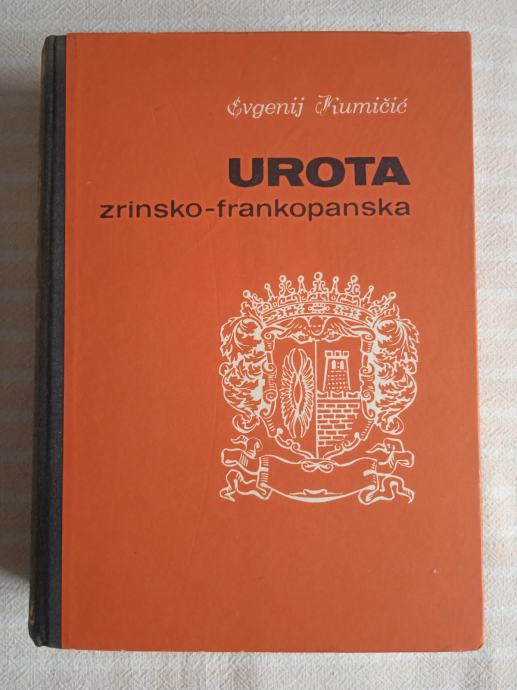 Evgenij Kumičić
UROTA
zrinsko-frankopanska